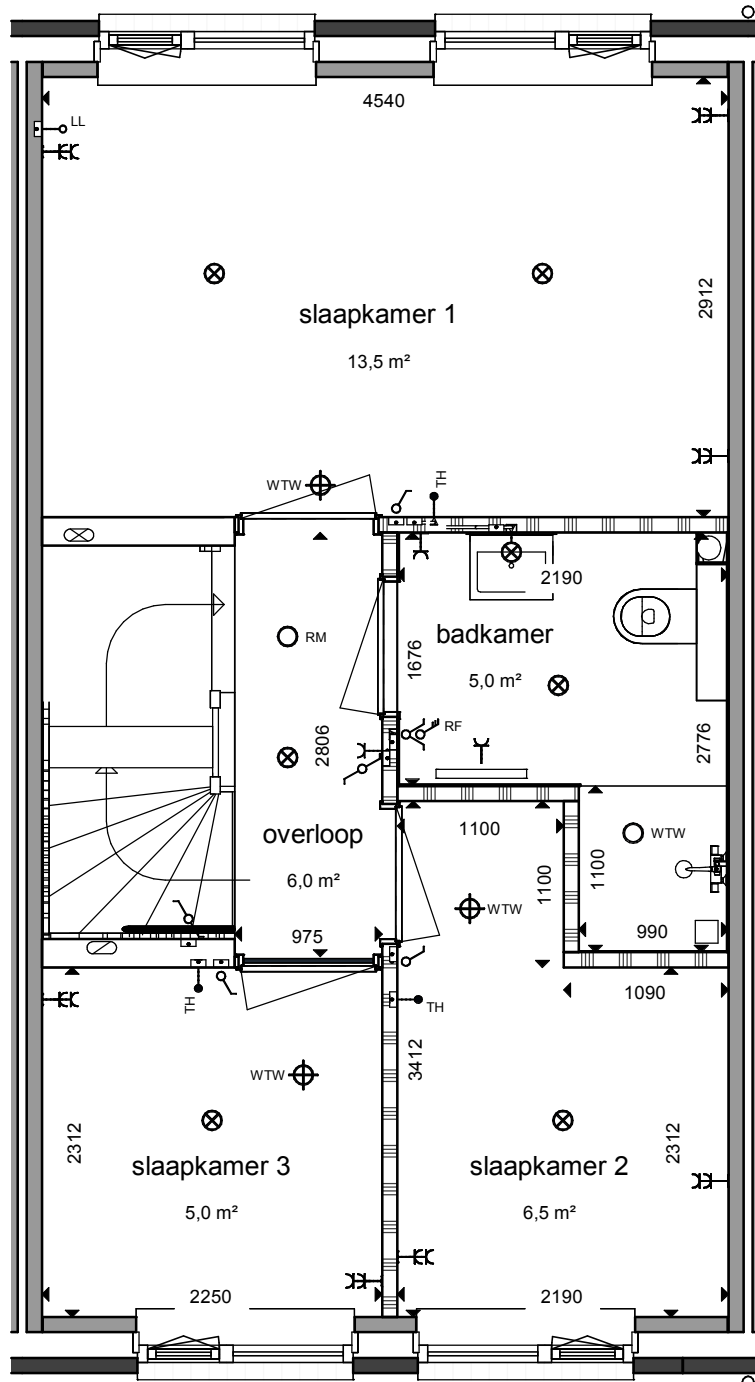 4540
LL
2912
slaapkamer 1
13,5 m²
WTW
TH
2190
badkamer
1676
5,0 m²
RM
RF
2806
2776
overloop
6,0 m²
1100
1100
1100
WTW
WTW
975
990
1090
TH
TH
3412
WTW
2312
2312
slaapkamer 3
5,0 m²
slaapkamer 2
6,5 m²
2250
2190